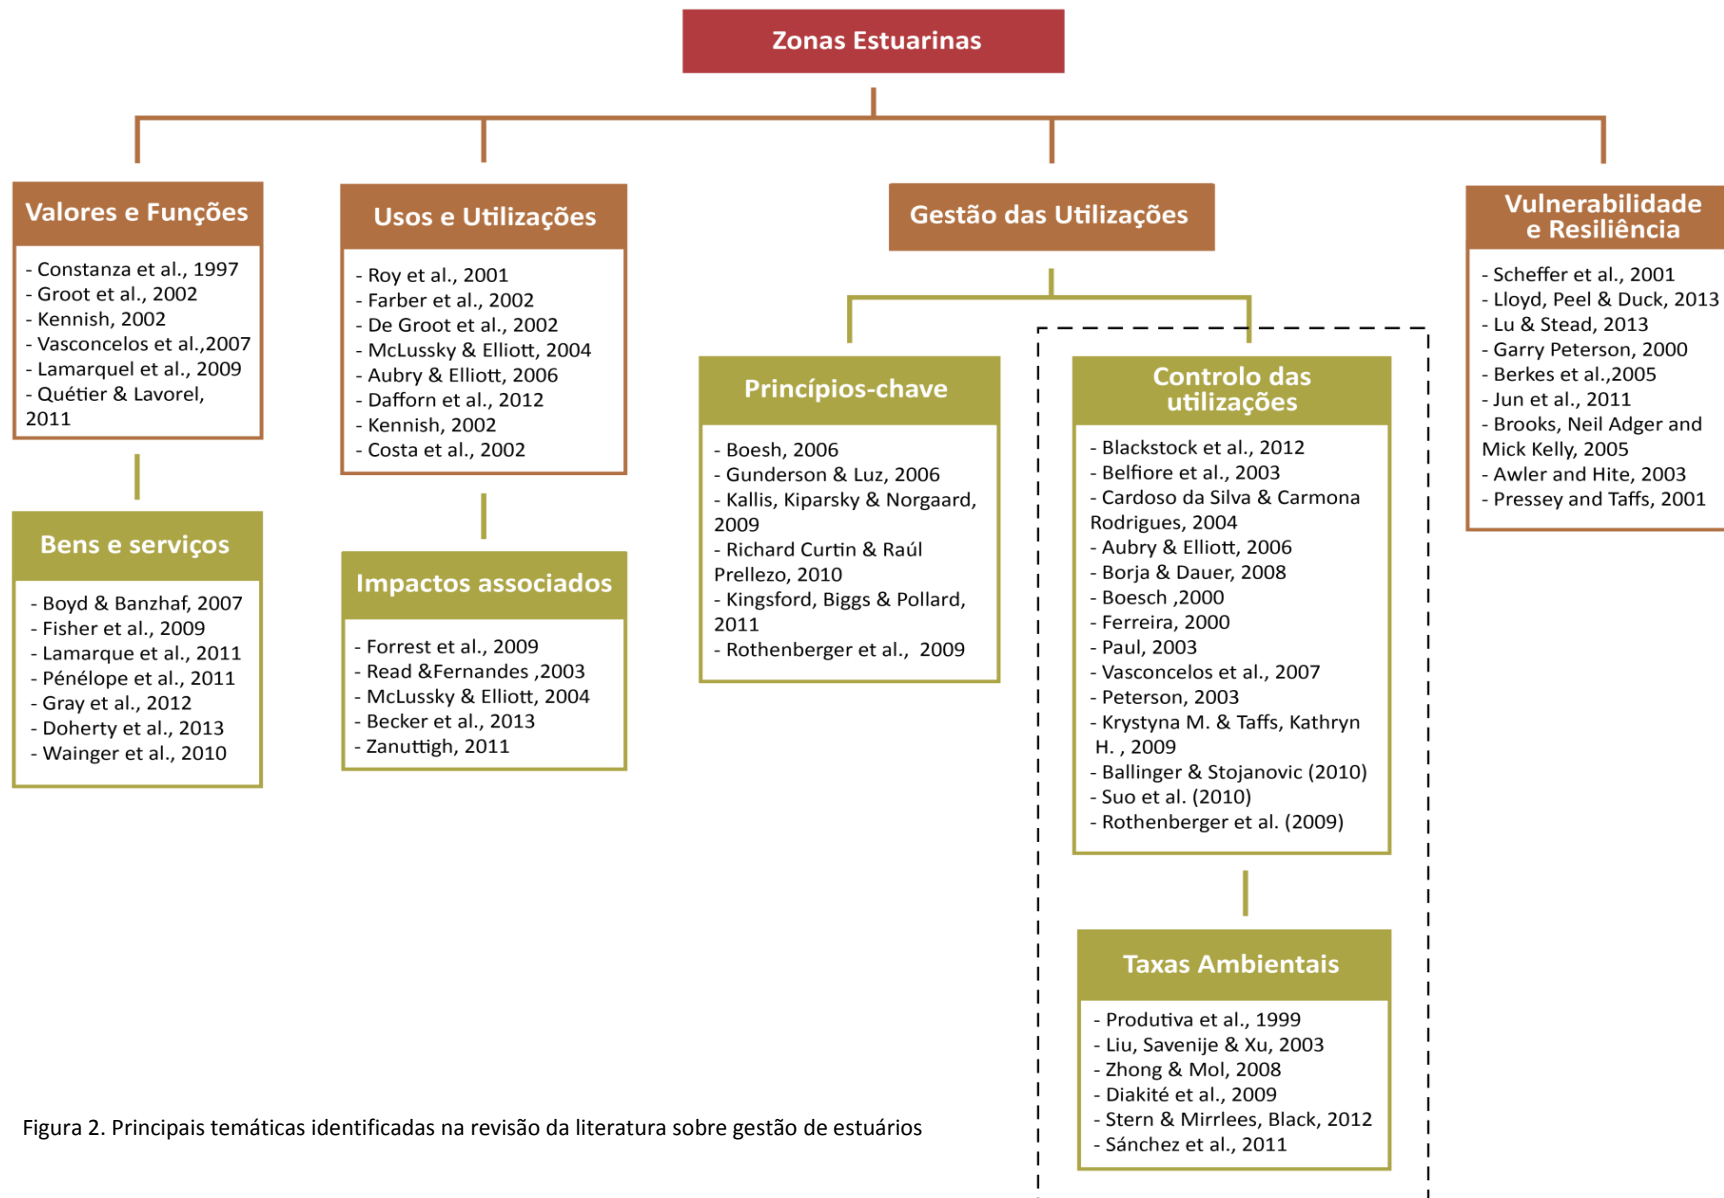 Zonas Estuarinas
Valores e Funções
- Constanza et al., 1997
- Groot et al., 2002
- Kennish, 2002
- Vasconcelos et al.,2007
- Lamarquel et al., 2009
- Quétier & Lavorel,
2011
Bens e serviços
- Boyd & Banzhaf, 2007
- Fisher et al., 2009
- Lamarque et al., 2011
- Pénélope et al., 2011
- Gray et al., 2012
- Doherty et al., 2013
- Wainger et al., 2010
Usos e Utilizações
- Roy et al., 2001
- Farber et al., 2002
- De Groot et al., 2002
- McLussky & Elliott, 2004
- Aubry & Elliott, 2006
- Dafforn et al., 2012
- Kennish, 2002
- Costa et al., 2002
Impactos associados
- Forrest et al., 2009
- Read &Fernandes ,2003
- McLussky & Elliott, 2004
- Becker et al., 2013
- Zanuttigh, 2011
Gestão das Utilizações
Princípios-chave
- Boesh, 2006
- Gunderson & Luz, 2006
- Kallis, Kiparsky & Norgaard,
2009
- Richard Curtin & Raúl
Prellezo, 2010
- Kingsford, Biggs & Pollard,
2011
- Rothenberger et al., 2009
Controlo das
utilizações
- Blackstock et al., 2012
- Belfiore et al., 2003
- Cardoso da Silva & Carmona
Rodrigues, 2004
- Aubry & Elliott, 2006
- Borja & Dauer, 2008
- Boesch ,2000
- Ferreira, 2000
- Paul, 2003
- Vasconcelos et al., 2007
- Peterson, 2003
- Krystyna M. & Taffs, Kathryn
H. , 2009
- Ballinger & Stojanovic (2010)
- Suo et al. (2010)
- Rothenberger et al. (2009)
Taxas Ambientais
- Produtiva et al., 1999
- Liu, Savenije & Xu, 2003
- Zhong & Mol, 2008
- Diakité et al., 2009
- Stern & Mirrlees, Black, 2012
- Sánchez et al., 2011
Vulnerabilidade
e Resiliência
- Scheffer et al., 2001
- Lloyd, Peel & Duck, 2013
- Lu & Stead, 2013
- Garry Peterson, 2000
- Berkes et al.,2005
- Jun et al., 2011
- Brooks, Neil Adger and
Mick Kelly, 2005
- Awler and Hite, 2003
- Pressey and Taffs, 2001
Figura 2. Principais temáticas identificadas na revisão da literatura sobre gestão de estuários